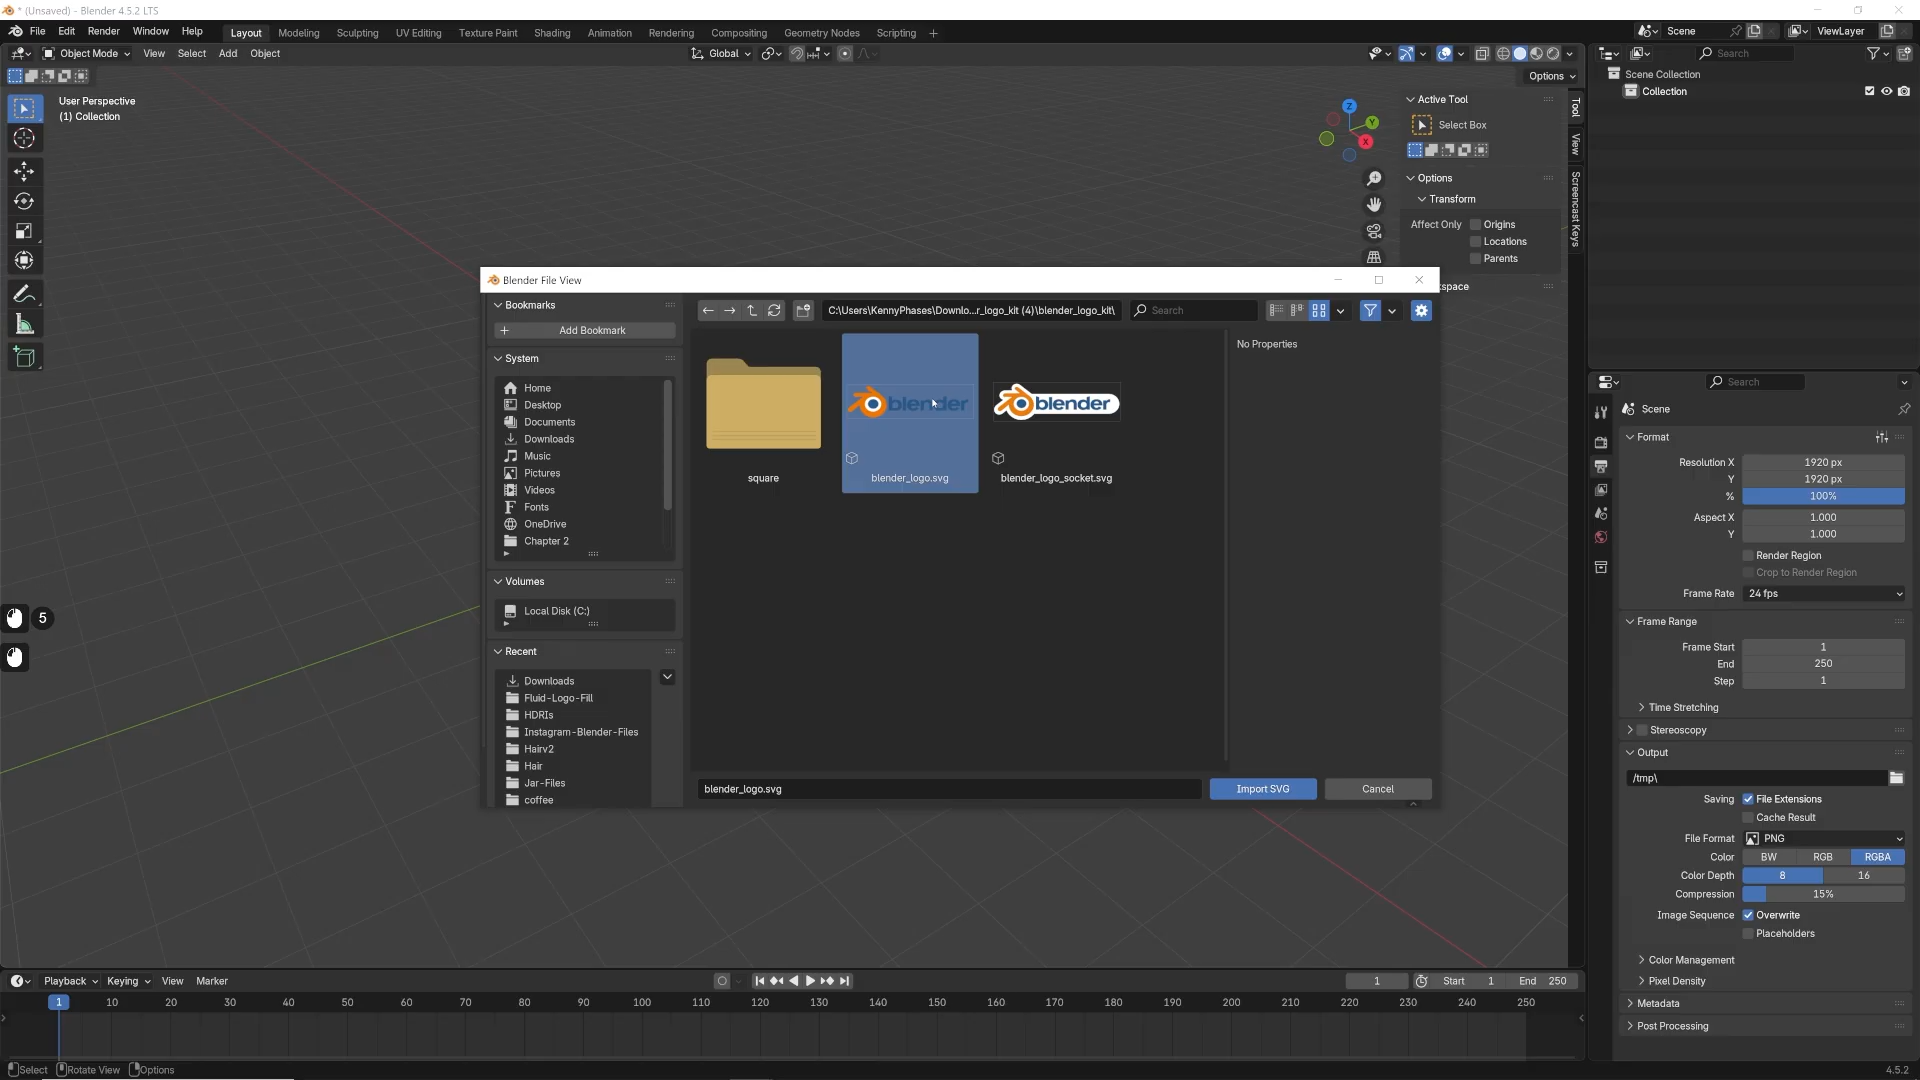 * (Unsaved) - Blender 4.5.2 LTS
File Edit Render Window Help Layout Modeling Sculpting UV Editing Texture Paint Shading Animation Rendering Compositing Geometry Nodes Scripting + Scene ViewLayer
Object Mode View Select Add Object Global Search
Options
User Perspective
(1) Collection
Z
Y
X
Active Tool
Select Box
Options
Transform
Affect Only Origins
Locations
Parents
kspace
Tool
View
Screencast Keys
Scene Collection
Collection
Blender File View
Bookmarks
Add Bookmark
System
Home
Desktop
Documents
Downloads
Music
Pictures
Videos
Fonts
OneDrive
Chapter 2
Volumes
Local Disk (C:)
Recent
Downloads
Fluid-Logo-Fill
HDRIs
Instagram-Blender-Files
Hairv2
Hair
Jar-Files
coffee
C:\Users\KennyPhases\Downlo...r_logo_kit (4)\blender_logo_kit\
Search
No Properties
blender
blender
square
blender_logo.svg
blender_logo_socket.svg
blender_logo.svg
Import SVG
Cancel
5
Search
Scene
Format
Resolution X 1920 px
Y 1920 px
% 100%
Aspect X 1.000
Y 1.000
Render Region
Crop to Render Region
Frame Rate 24 fps
Frame Range
Frame Start 1
End 250
Step 1
Time Stretching
Stereoscopy
Output
/tmp\
Saving File Extensions
Cache Result
File Format PNG
Color BW RGB RGBA
Color Depth 8 16
Compression 15%
Image Sequence Overwrite
Placeholders
Color Management
Pixel Density
Metadata
Post Processing
Playback Keying View Marker 1 Start 1 End 250
1 10 20 30 40 50 60 70 80 90 100 110 120 130 140 150 160 170 180 190 200 210 220 230 240 250
Select Rotate View Options 4.5.2